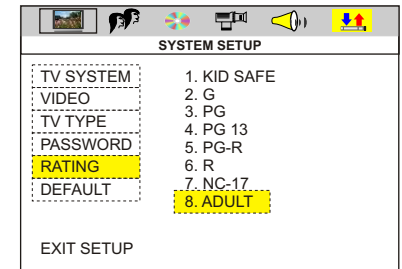 SYSTEM SETUP
TV SYSTEM
VIDEO
TV TYPE
PASSWORD
RATING
DEFAULT
1. KID SAFE
2. G
3. PG
4. PG 13
5. PG-R
6. R
7. NC-17
8. ADULT
EXIT SETUP